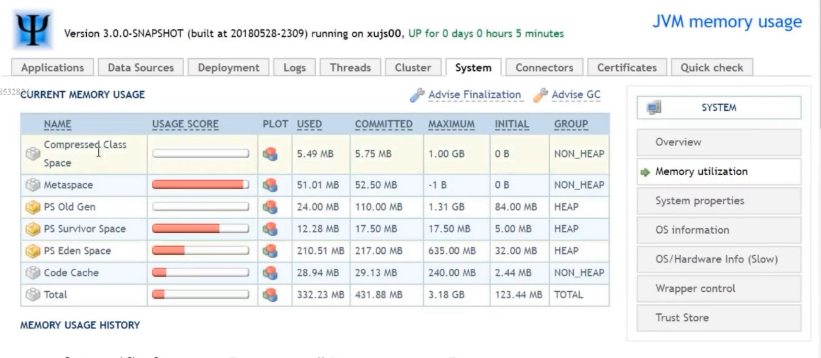 Version 3.0.0-SNAPSHOT (built at 20180528-2309) running on xujs00, UP for 0 days 0 hours 5 minutes
JVM memory usage
Applications Data Sources Deployment Logs Threads Cluster System Connectors Certificates Quick check
CURRENT MEMORY USAGE
Advise Finalization Advise GC
NAME USAGE SCORE PLOT USED COMMITTED MAXIMUM INITIAL GROUP
Compressed Class Space 5.49 MB 5.75 MB 1.00 GB 0 B NON_HEAP
Metaspace 51.01 MB 52.50 MB -1 B 0 B NON_HEAP
PS Old Gen 24.00 MB 110.00 MB 1.31 GB 84.00 MB HEAP
PS Survivor Space 12.28 MB 17.50 MB 17.50 MB 5.00 MB HEAP
PS Eden Space 210.51 MB 217.00 MB 635.00 MB 32.00 MB HEAP
Code Cache 28.94 MB 29.13 MB 240.00 MB 2.44 MB NON_HEAP
Total 332.23 MB 431.88 MB 3.18 GB 123.44 MB TOTAL
MEMORY USAGE HISTORY
SYSTEM
Overview
Memory utilization
System properties
OS information
OS/Hardware Info (Slow)
Wrapper control
Trust Store